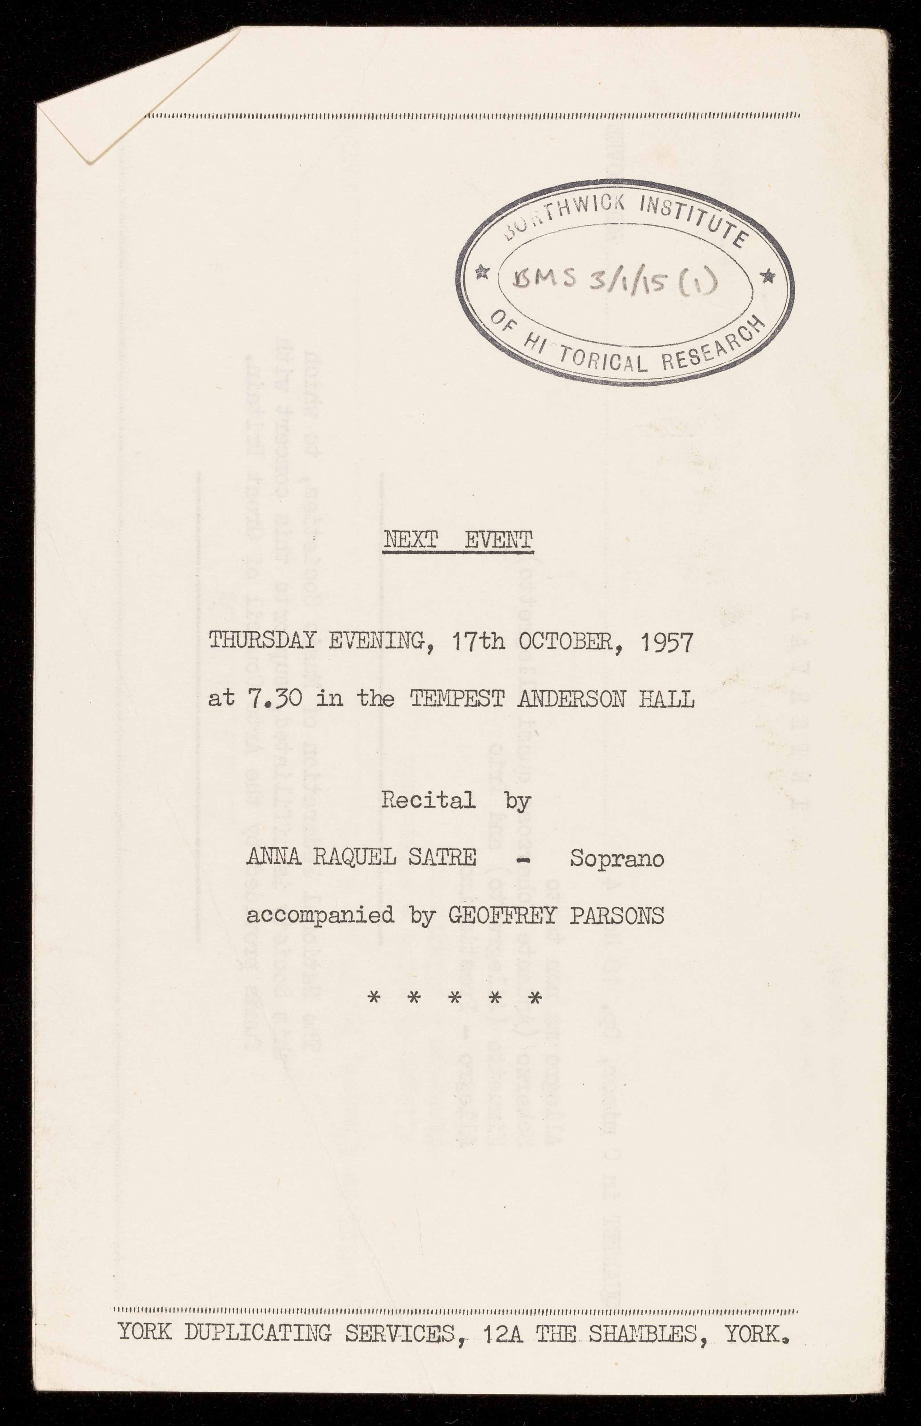 BORTHWICK INSTITUTE
BMS 3/1/15 (1)
OF HI TORICAL RESEARCH
NEXT EVENT
THURSDAY EVENING, 17th OCTOBER, 1957
at 7.30 in the TEMPEST ANDERSON HALL
Recital by
ANNA RAQUEL SATRE - Soprano
accompanied by GEOFFREY PARSONS
* * * * *
YORK DUPLICATING SERVICES, 12A THE SHAMBLES, YORK.